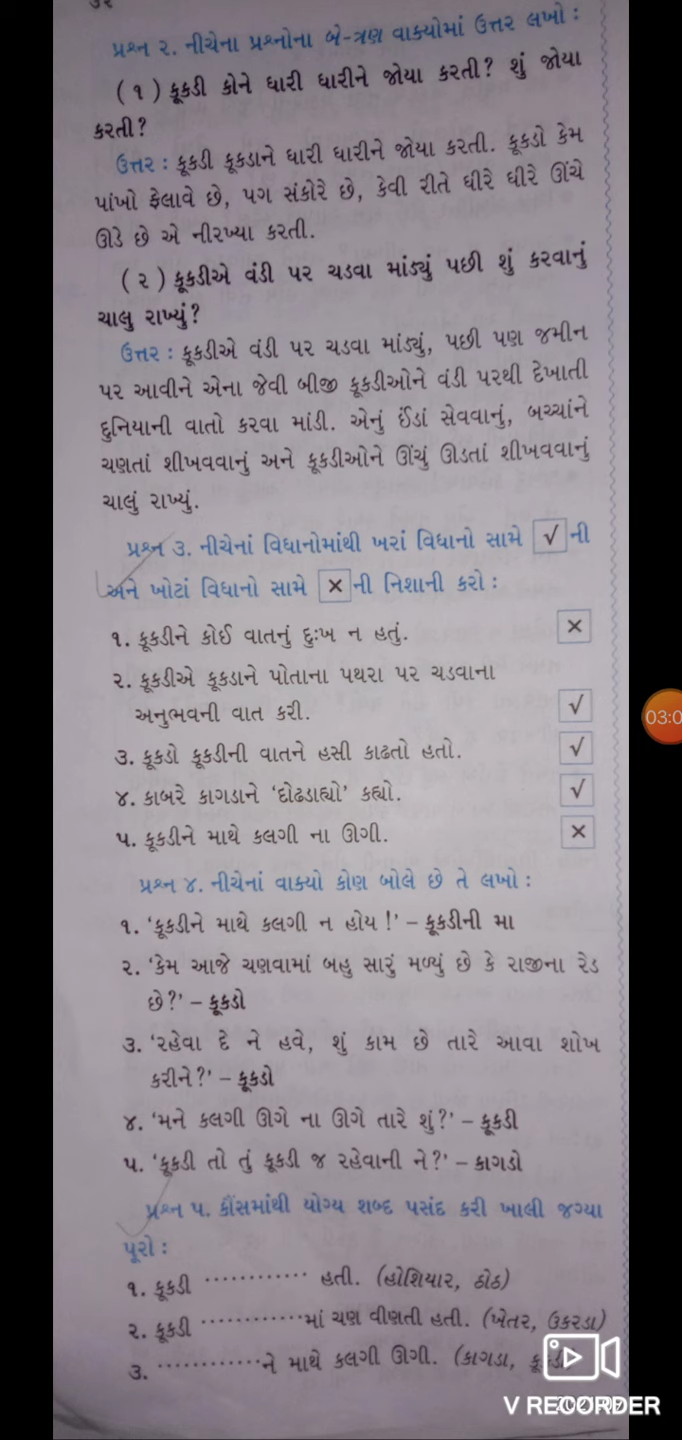 પ્રશ્ન ૨. નીચેના પ્રશ્નોના બે-ત્રણ વાક્યોમાં ઉત્તર લખો :
(૧) કૂકડી કોને ધારી ધારીને જોયા કરતી? શું જોયા
કરતી?
ઉત્તર : કૂકડી કૂકડાને ધારી ધારીને જોયા કરતી. કૂકડો કેમ
પાંખો ફેલાવે છે, પગ સંકોરે છે, કેવી રીતે ધીરે ધીરે ઊંચે
ઊડે છે એ નીરખ્યા કરતી.
(૨) કૂકડીએ વંડી પર ચડવા માંડ્યું પછી શું કરવાનું
ચાલુ રાખ્યું?
ઉત્તર : કૂકડીએ વંડી પર ચડવા માંડ્યું, પછી પણ જમીન
પર આવીને એના જેવી બીજી કૂકડીઓને વંડી પરથી દેખાતી
દુનિયાની વાતો કરવા માંડી. એનું ઈંડાં સેવવાનું, બચ્ચાંને
ચણતાં શીખવવાનું અને કૂકડીઓને ઊંચું ઊડતાં શીખવવાનું
ચાલું રાખ્યું.
પ્રશ્ન ૩. નીચેનાં વિધાનોમાંથી ખરાં વિધાનો સામે √ ની
અને ખોટાં વિધાનો સામે × ની નિશાની કરો :
૧. કૂકડીને કોઈ વાતનું દુઃખ ન હતું. ×
૨. કૂકડીએ કૂકડાને પોતાના પથરા પર ચડવાના
અનુભવની વાત કરી. √
૩. કૂકડો કૂકડીની વાતને હસી કાઢતો હતો. √
૪. કાબરે કાગડાને ‘દોઢડાહ્યો’ કહ્યો. √
૫. કૂકડીને માથે કલગી ના ઊગી. ×
પ્રશ્ન ૪. નીચેનાં વાક્યો કોણ બોલે છે તે લખો :
૧. ‘કૂકડીને માથે કલગી ન હોય !’ – કૂકડીની મા
૨. ‘કેમ આજે ચણવામાં બહુ સારું મળ્યું છે કે રાજીના રેડ
છે?’ – કૂકડો
૩. ‘રહેવા દે ને હવે, શું કામ છે તારે આવા શોખ
કરીને?’ – કૂકડો
૪. ‘મને કલગી ઊગે ના ઊગે તારે શું?’ – કૂકડી
૫. ‘કૂકડી તો તું કૂકડી જ રહેવાની ને?’ – કાગડો
પ્રશ્ન ૫. કૌંસમાંથી યોગ્ય શબ્દ પસંદ કરી ખાલી જગ્યા
પૂરો :
૧. કૂકડી ............ હતી. (હોશિયાર, ઠોઠ)
૨. કૂકડી ............માં ચણ વીણતી હતી. (ખેતર, ઉકરડા)
૩. ............ને માથે કલગી ઊગી. (કાગડા,
03:0
V RECORDER